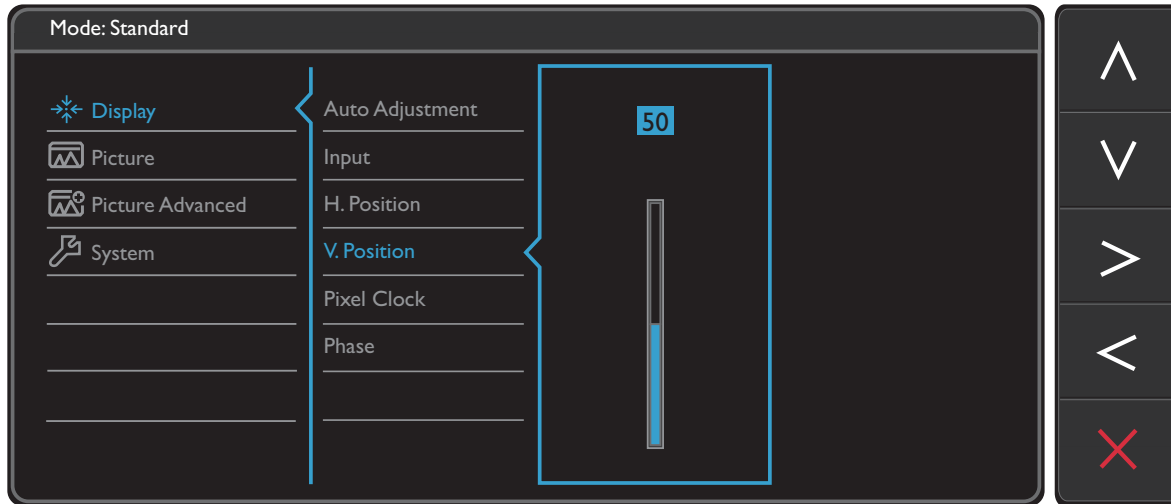 Mode: Standard
Display
Picture
Picture Advanced
System
Auto Adjustment
Input
H. Position
V. Position
Pixel Clock
Phase
50